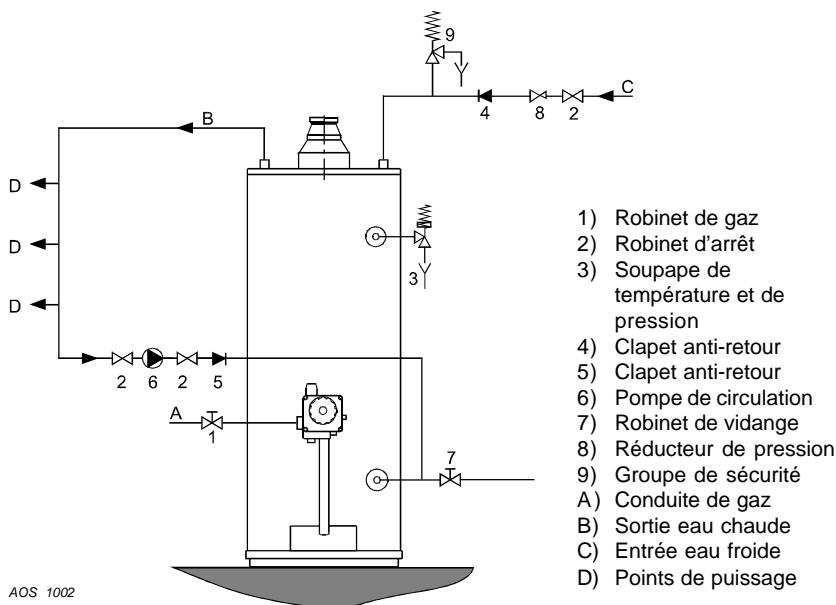 9
C
B
4
8
2
D
D
3
D
2
6
2
5
A
1
7
1) Robinet de gaz
2) Robinet d'arrêt
3) Soupape de
température et de
pression
4) Clapet anti-retour
5) Clapet anti-retour
6) Pompe de circulation
7) Robinet de vidange
8) Réducteur de pression
9) Groupe de sécurité
A) Conduite de gaz
B) Sortie eau chaude
C) Entrée eau froide
D) Points de puissage
AOS 1002